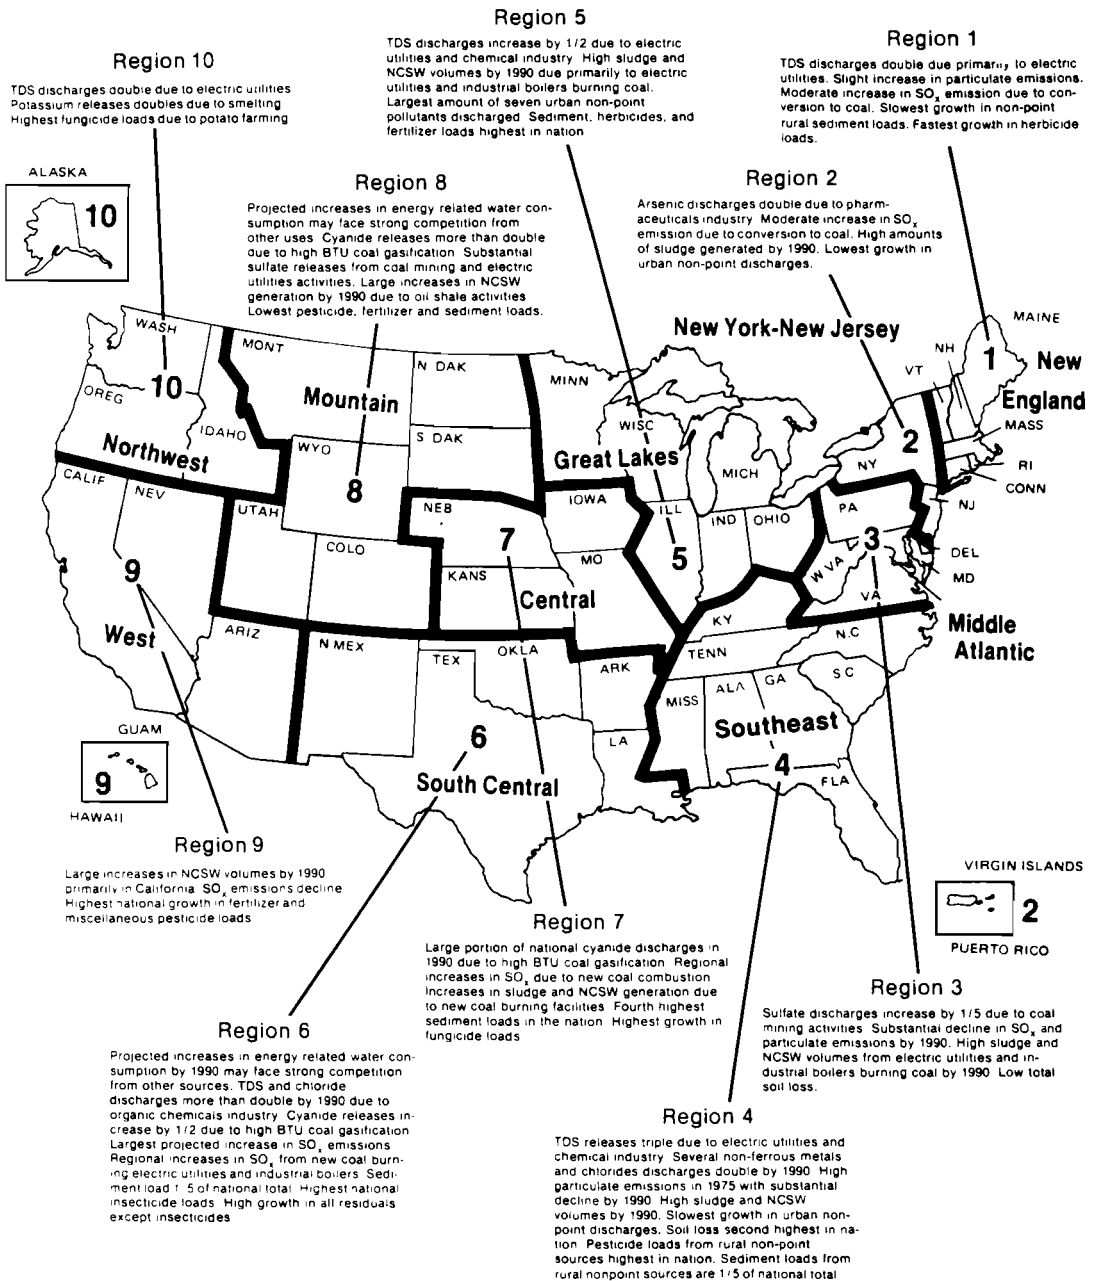 Region 5
TDS discharges increase by 1/2 due to electric
utilities and chemical industry High sludge and
NCSW volumes by 1990 due primarily to electric
utilities and industrial boilers burning coal.
Largest amount of seven urban non-point
pollutants discharged Sediment, herbicides, and
fertilizer loads highest in nation
Region 1
TDS discharges double due primarily to electric
utilities. Slight increase in particulate emissions.
Moderate increase in SOx emission due to con-
version to coal. Slowest growth in non-point
rural sediment loads. Fastest growth in herbicide
loads.
Region 10
TDS discharges double due to electric utilities
Potassium releases doubles due to smelting
Highest fungicide loads due to potato farming
ALASKA
10
Region 8
Projected increases in energy related water con-
sumption may face strong competition from
other uses Cyanide releases more than double
due to high BTU coal gasification Substantial
sulfate releases from coal mining and electric
utilities activities. Large increases in NCSW
generation by 1990 due to oil shale activities
Lowest pesticide, fertilizer and sediment loads.
Region 2
Arsenic discharges double due to pharm-
aceuticals industry Moderate increase in SOx
emission due to conversion to coal. High amounts
of sludge generated by 1990. Lowest growth in
urban non-point discharges.
WASH
MONT
N DAK
MINN
New York-New Jersey
NH
MAINE
VT
1
New
England
10
OREG
IDAHO
Mountain
S DAK
WISC
MICH
2
NY
MASS
RI
CONN
NJ
Northwest
WYO
8
Great Lakes
CALIF
NEV
UTAH
NEB
IOWA
ILL
IND
OHIO
PA
3
DEL
MD
COLO
7
MO
5
W VA
VA
9
KANS
Central
KY
Middle
Atlantic
West
ARIZ
N MEX
OKLA
TEX
ARK
TENN
N.C
S C
MISS
ALA
GA
Southeast
6
LA
4
FLA
South Central
GUAM
9
HAWAII
Region 9
Large increases in NCSW volumes by 1990
primarily in California SOx emissions decline
Highest national growth in fertilizer and
miscellaneous pesticide loads
VIRGIN ISLANDS
2
PUERTO RICO
Region 7
Large portion of national cyanide discharges in
1990 due to high BTU coal gasification Regional
increases in SOx due to new coal combustion
Increases in sludge and NCSW generation due
to new coal burning facilities Fourth highest
sediment loads in the nation Highest growth in
fungicide loads
Region 3
Sulfate discharges increase by 1/5 due to coal
mining activities Substantial decline in SOx and
particulate emissions by 1990. High sludge and
NCSW volumes from electric utilities and in-
dustrial boilers burning coal by 1990 Low total
soil loss.
Region 6
Projected increases in energy related water con-
sumption by 1990 may face strong competition
from other sources. TDS and chloride
discharges more than double by 1990 due to
organic chemicals industry Cyanide releases in-
crease by 1/2 due to high BTU coal gasification
Largest projected increase in SOx emissions
Regional increases in SOx from new coal burn-
ing electric utilities and industrial boilers Sedi-
ment load 1 5 of national total Highest national
insecticide loads High growth in all residuals
except insecticides
Region 4
TDS releases triple due to electric utilities and
chemical industry Several non-ferrous metals
and chlorides discharges double by 1990 High
particulate emissions in 1975 with substantial
decline by 1990 High sludge and NCSW
volumes by 1990. Slowest growth in urban non-
point discharges. Soil loss second highest in na-
tion Pesticide loads from rural non-point
sources highest in nation. Sediment loads from
rural nonpoint sources are 1/5 of national total